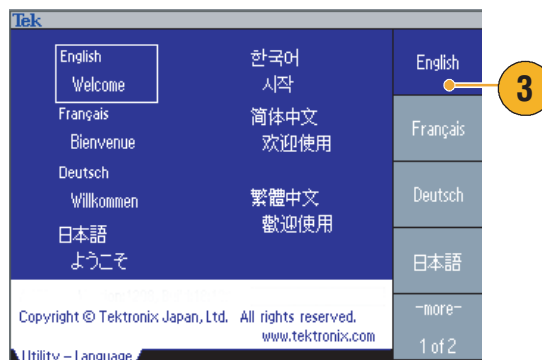 Tek
English
Welcome
Français
Bienvenue
Deutsch
Willkommen
日本語
ようこそ
한국어
시작
简体中文
欢迎使用
繁體中文
歡迎使用
English
Français
Deutsch
日本語
-more-
1 of 2
3
Copyright © Tektronix Japan, Ltd. All rights reserved.
www.tektronix.com
Utility - Language